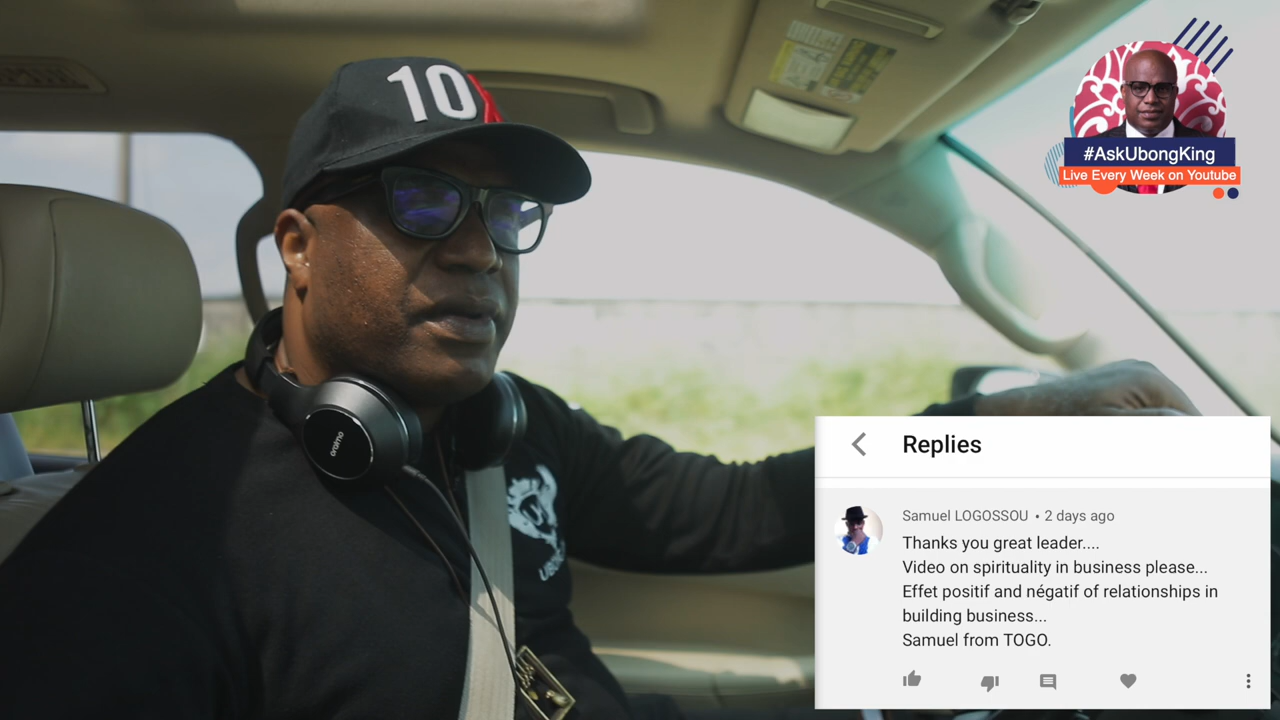 10X
#AskUbongKing
Live Every Week on Youtube
oraimo
Replies
Samuel LOGOSSOU • 2 days ago
Thanks you great leader....
Video on spirituality in business please...
Effet positif and négatif of relationships in
building business...
Samuel from TOGO.